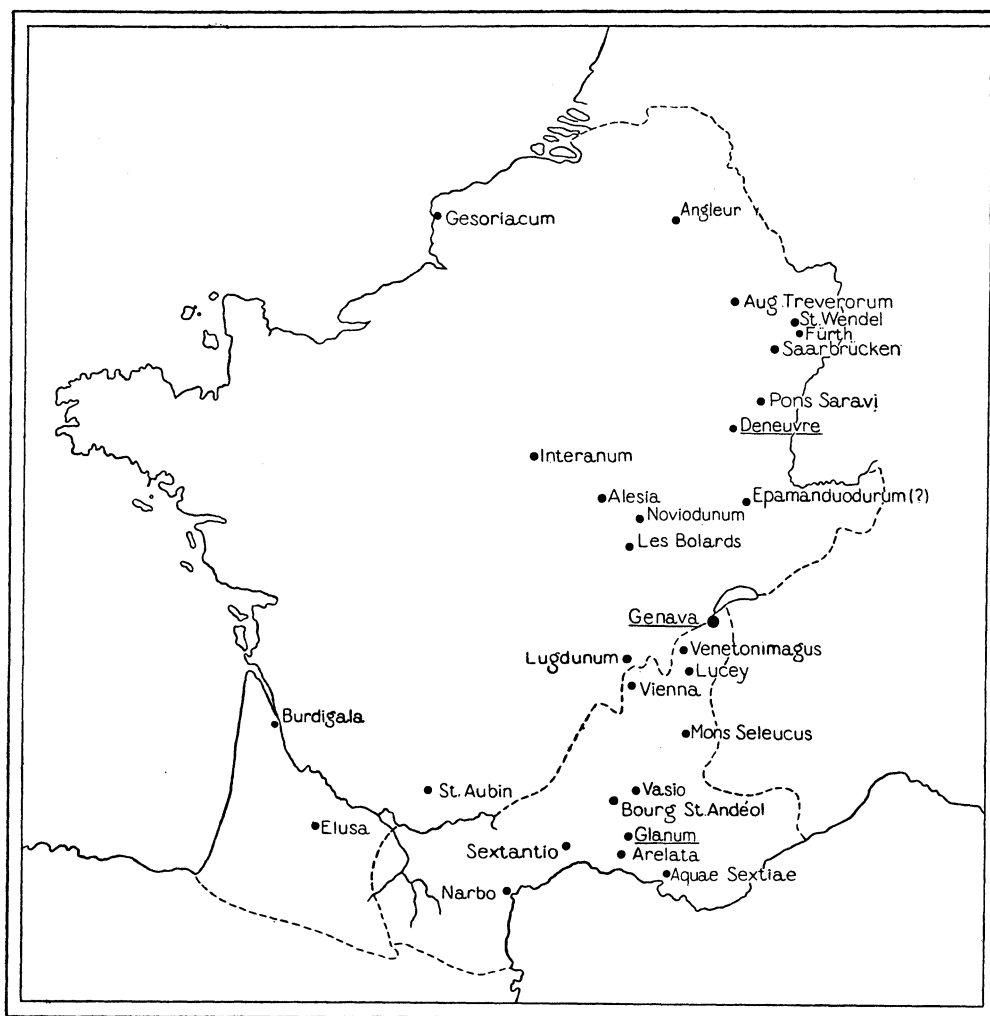 Angleur
Gesoriacum
Aug. Treverorum
St. Wendel
Fürth
Saarbrücken
Pons Saravi
Deneuvre
Interanum
Alesia
Epamanduodurum (?)
Noviodunum
Les Bolards
Genava
Venetonimagus
Lugdunum
Lucey
Vienna
Burdigala
Mons Seleucus
St. Aubin
Vasio
Bourg St. Andéol
Elusa
Glanum
Sextantio
Arelata
Aquae Sextiae
Narbo